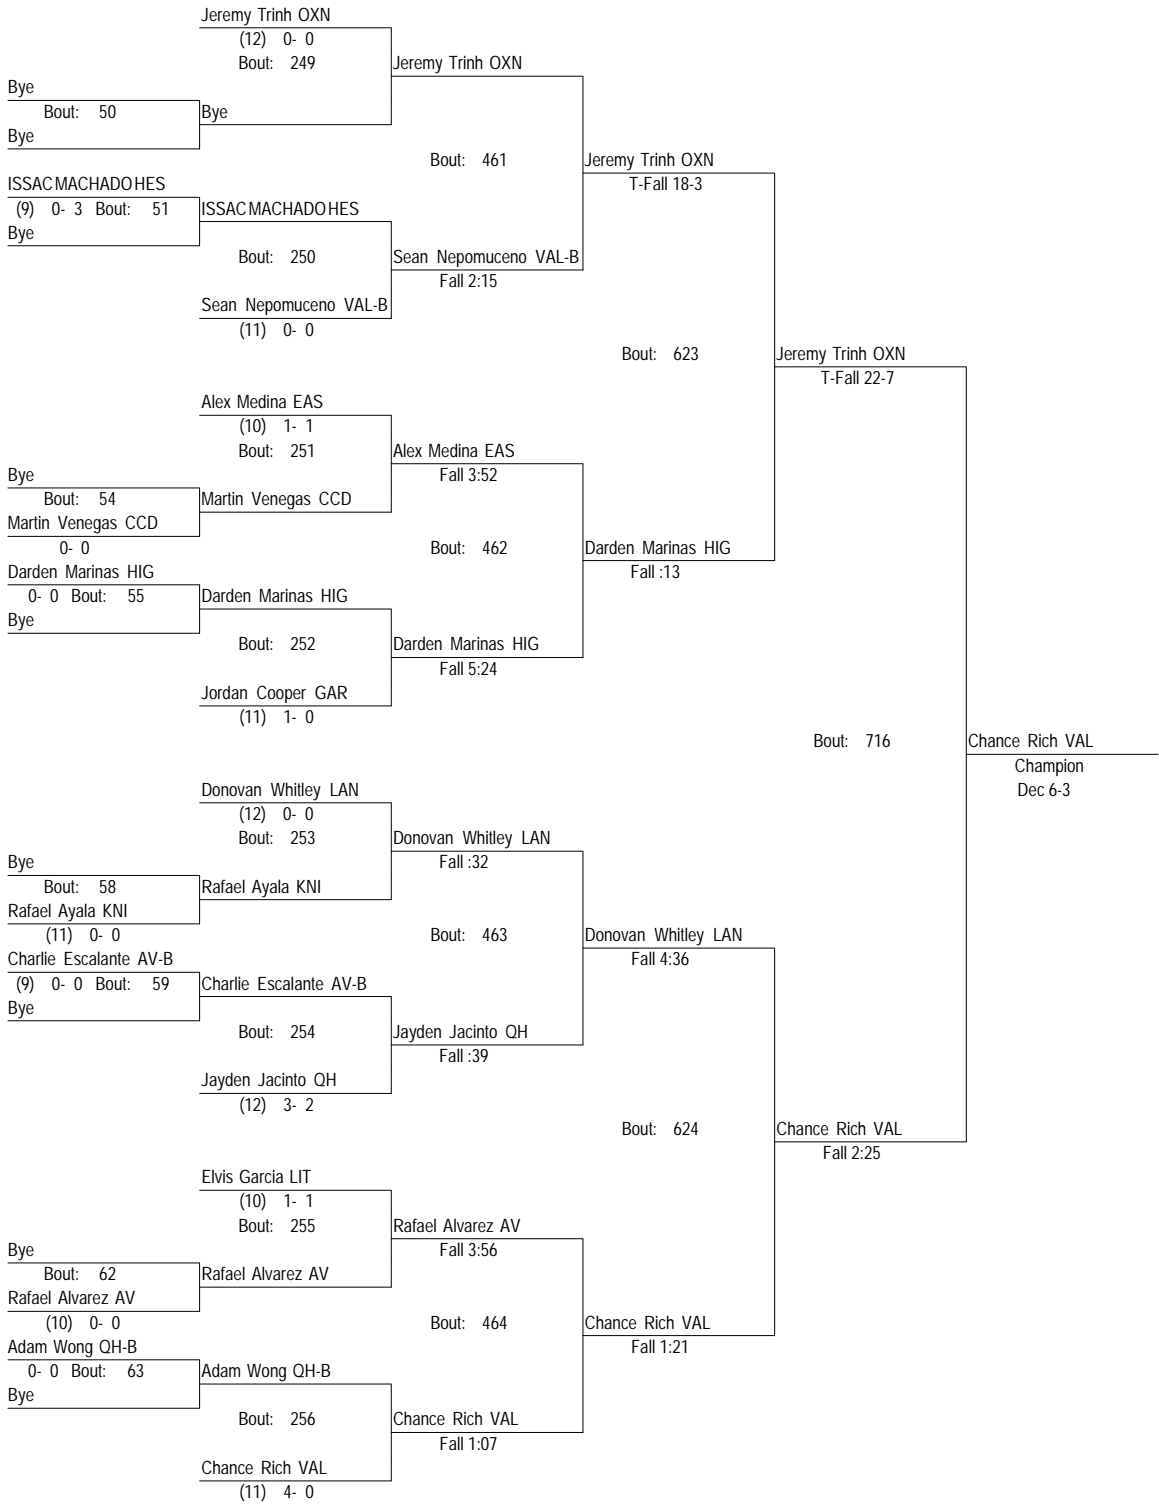 Jeremy Trinh OXN
(12) 0- 0
Bout: 249
Jeremy Trinh OXN
Bye
Bout: 50
Bye
Bye
Bout: 461
Jeremy Trinh OXN
T-Fall 18-3
ISSAC MACHADO HES
(9) 0- 3 Bout: 51
ISSAC MACHADO HES
Bye
Bout: 250
Sean Nepomuceno VAL-B
Fall 2:15
Sean Nepomuceno VAL-B
(11) 0- 0
Bout: 623
Jeremy Trinh OXN
T-Fall 22-7
Alex Medina EAS
(10) 1- 1
Bout: 251
Alex Medina EAS
Fall 3:52
Bye
Bout: 54
Martin Venegas CCD
Martin Venegas CCD
0- 0
Bout: 462
Darden Marinas HIG
Fall :13
Darden Marinas HIG
0- 0 Bout: 55
Darden Marinas HIG
Bye
Bout: 252
Darden Marinas HIG
Fall 5:24
Jordan Cooper GAR
(11) 1- 0
Bout: 716
Chance Rich VAL
Champion
Dec 6-3
Donovan Whitley LAN
(12) 0- 0
Bout: 253
Donovan Whitley LAN
Fall :32
Bye
Bout: 58
Rafael Ayala KNI
Rafael Ayala KNI
(11) 0- 0
Bout: 463
Donovan Whitley LAN
Fall 4:36
Charlie Escalante AV-B
(9) 0- 0 Bout: 59
Charlie Escalante AV-B
Bye
Bout: 254
Jayden Jacinto QH
Fall :39
Jayden Jacinto QH
(12) 3- 2
Bout: 624
Chance Rich VAL
Fall 2:25
Elvis Garcia LIT
(10) 1- 1
Bout: 255
Rafael Alvarez AV
Fall 3:56
Bye
Bout: 62
Rafael Alvarez AV
Rafael Alvarez AV
(10) 0- 0
Bout: 464
Chance Rich VAL
Fall 1:21
Adam Wong QH-B
0- 0 Bout: 63
Adam Wong QH-B
Bye
Bout: 256
Chance Rich VAL
Fall 1:07
Chance Rich VAL
(11) 4- 0